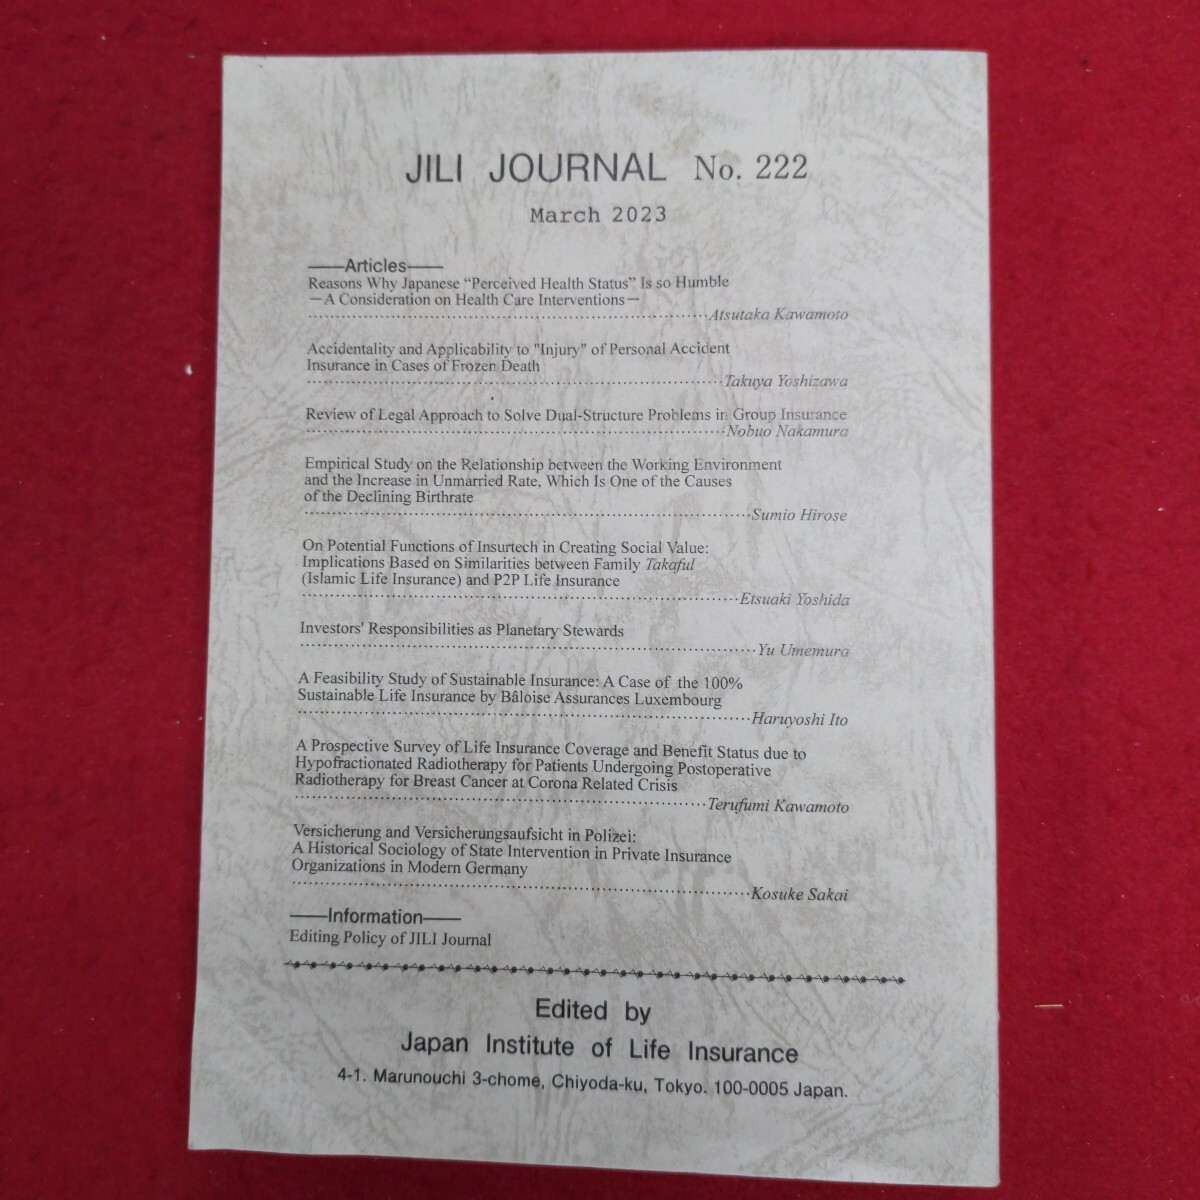 JILI JOURNAL No. 222
March 2023
——Articles——
Reasons Why Japanese “Perceived Health Status” Is so Humble
－A Consideration on Health Care Interventions－
Atsutaka Kawamoto
Accidentality and Applicability to "Injury" of Personal Accident
Insurance in Cases of Frozen Death
Takuya Yoshizawa
Review of Legal Approach to Solve Dual-Structure Problems in Group Insurance
Nobuo Nakamura
Empirical Study on the Relationship between the Working Environment
and the Increase in Unmarried Rate, Which Is One of the Causes
of the Declining Birthrate
Sumio Hirose
On Potential Functions of Insurtech in Creating Social Value:
Implications Based on Similarities between Family Takaful
(Islamic Life Insurance) and P2P Life Insurance
Etsuaki Yoshida
Investors' Responsibilities as Planetary Stewards
Yu Umemura
A Feasibility Study of Sustainable Insurance: A Case of the 100%
Sustainable Life Insurance by Bâloise Assurances Luxembourg
Haruyoshi Ito
A Prospective Survey of Life Insurance Coverage and Benefit Status due to
Hypofractionated Radiotherapy for Patients Undergoing Postoperative
Radiotherapy for Breast Cancer at Corona Related Crisis
Terufumi Kawamoto
Versicherung and Versicherungsaufsicht in Polizei:
A Historical Sociology of State Intervention in Private Insurance
Organizations in Modern Germany
Kosuke Sakai
——Information——
Editing Policy of JILI Journal
Edited by
Japan Institute of Life Insurance
4-1. Marunouchi 3-chome, Chiyoda-ku, Tokyo. 100-0005 Japan.